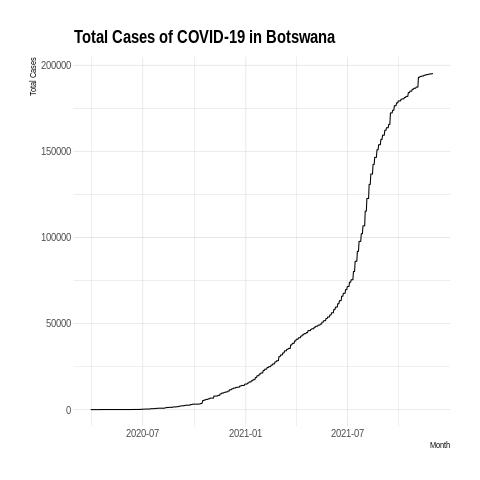 Total Cases of COVID-19 in Botswana
Total Cases
200000
150000
100000
50000
0
2020-07 2021-01 2021-07
Month